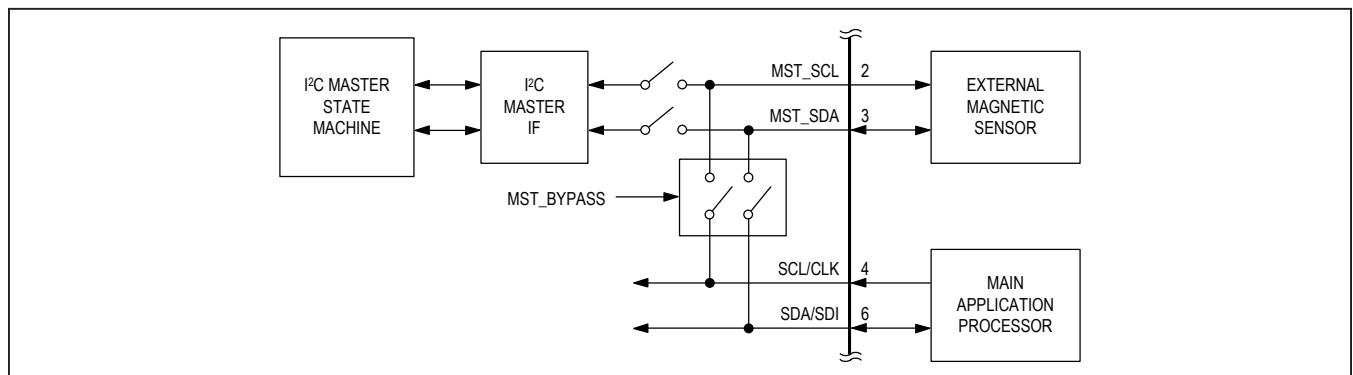 I²C MASTER
STATE
MACHINE
I²C
MASTER
IF
MST_SCL
2
MST_SDA
3
EXTERNAL
MAGNETIC
SENSOR
MST_BYPASS
SCL/CLK
4
SDA/SDI
6
MAIN
APPLICATION
PROCESSOR